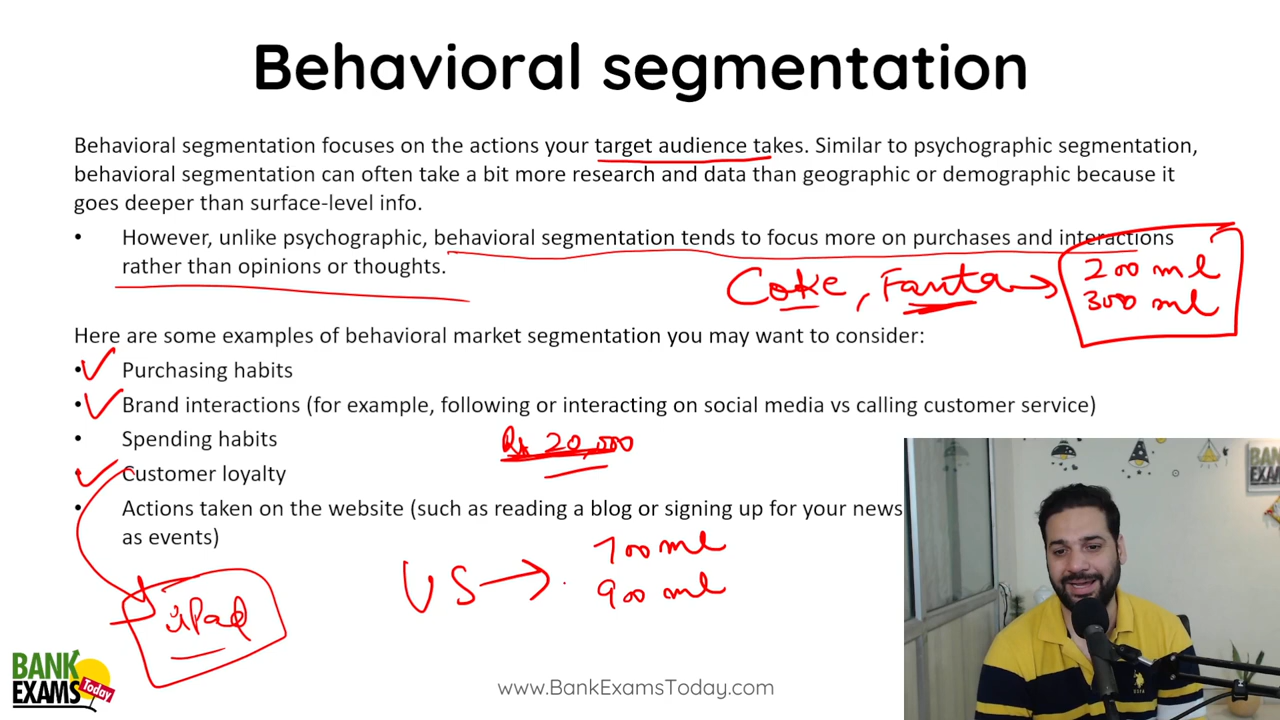 Behavioral segmentation
Behavioral segmentation focuses on the actions your target audience takes. Similar to psychographic segmentation,
behavioral segmentation can often take a bit more research and data than geographic or demographic because it
goes deeper than surface-level info.
• However, unlike psychographic, behavioral segmentation tends to focus more on purchases and interactions
rather than opinions or thoughts.
Coke, Fanta
200 ml
300 ml
Here are some examples of behavioral market segmentation you may want to consider:
• Purchasing habits
• Brand interactions (for example, following or interacting on social media vs calling customer service)
• Spending habits
Rs 20,000
• Customer loyalty
• Actions taken on the website (such as reading a blog or signing up for your news
as events)
US
700 ml
900 ml
iPad
BANK
EXAMS
Today
www.BankExamsToday.com